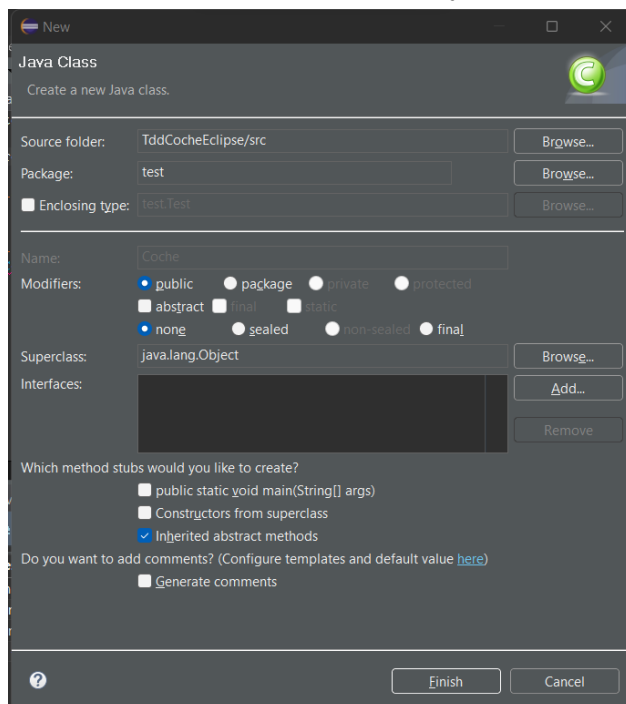 New
Java Class
Create a new Java class.
Source folder: TddCocheEclipse/src Browse...
Package: test Browse...
Enclosing type: test.Test Browse...
Name: Coche
Modifiers: public package private protected
abstract final static
none sealed non-sealed final
Superclass: java.lang.Object Browse...
Interfaces: Add...
Remove
Which method stubs would you like to create?
public static void main(String[] args)
Constructors from superclass
Inherited abstract methods
Do you want to add comments? (Configure templates and default value here)
Generate comments
? Finish Cancel